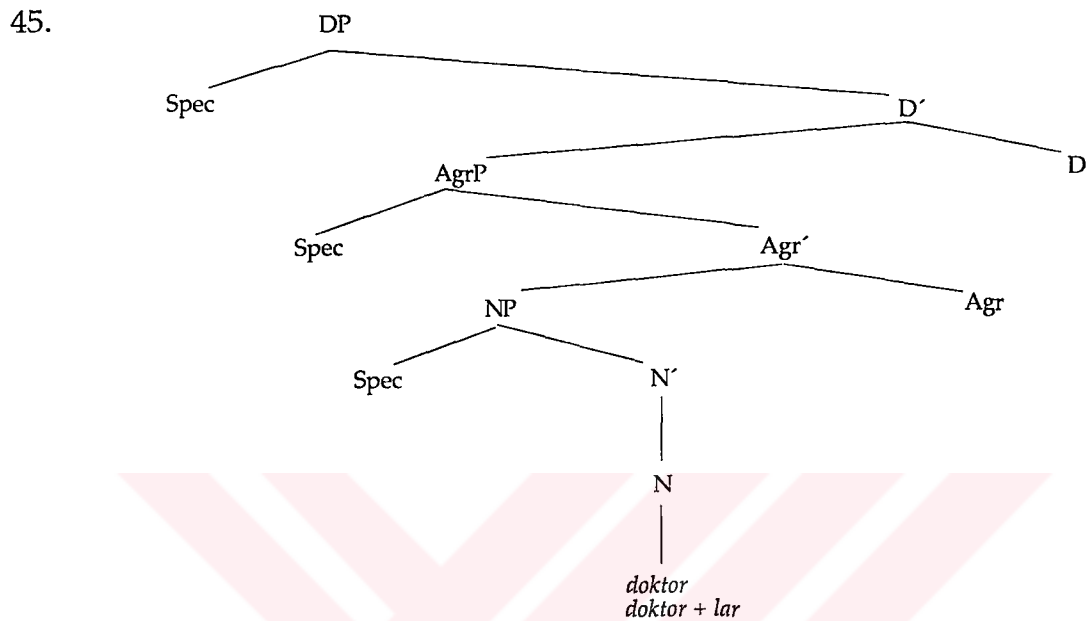 45.
DP
Spec
D´
AgrP
D
Spec
Agr´
NP
Agr
Spec
N´
N
doktor
doktor + lar